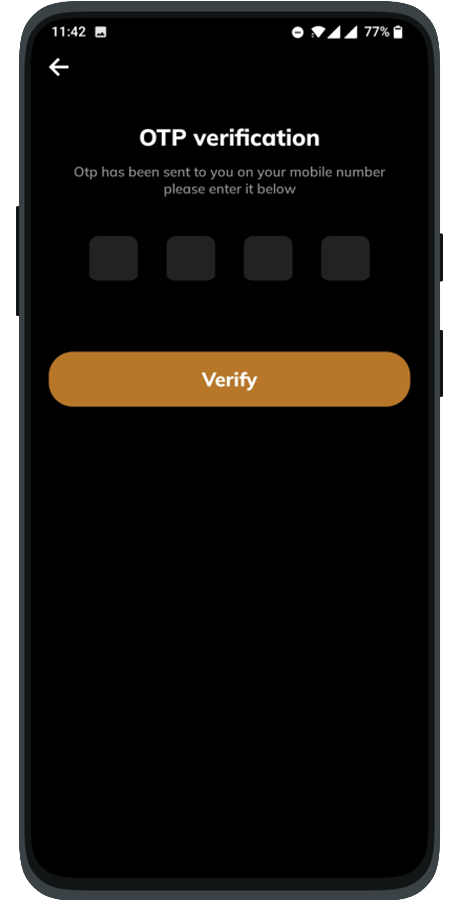 11:42 77%
OTP verification
Otp has been sent to you on your mobile number
please enter it below
Verify